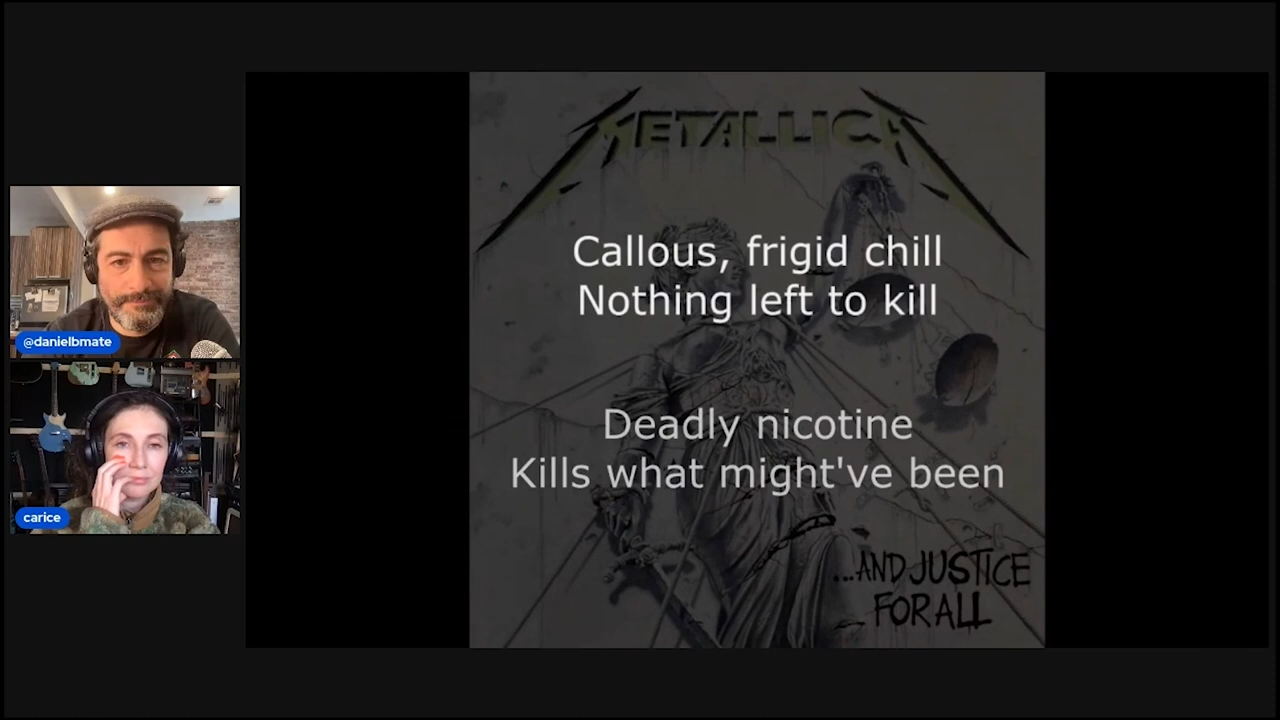 METALLICA
Callous, frigid chill
Nothing left to kill
Deadly nicotine
Kills what might've been
...AND JUSTICE
FOR ALL
@danielbmate
carice